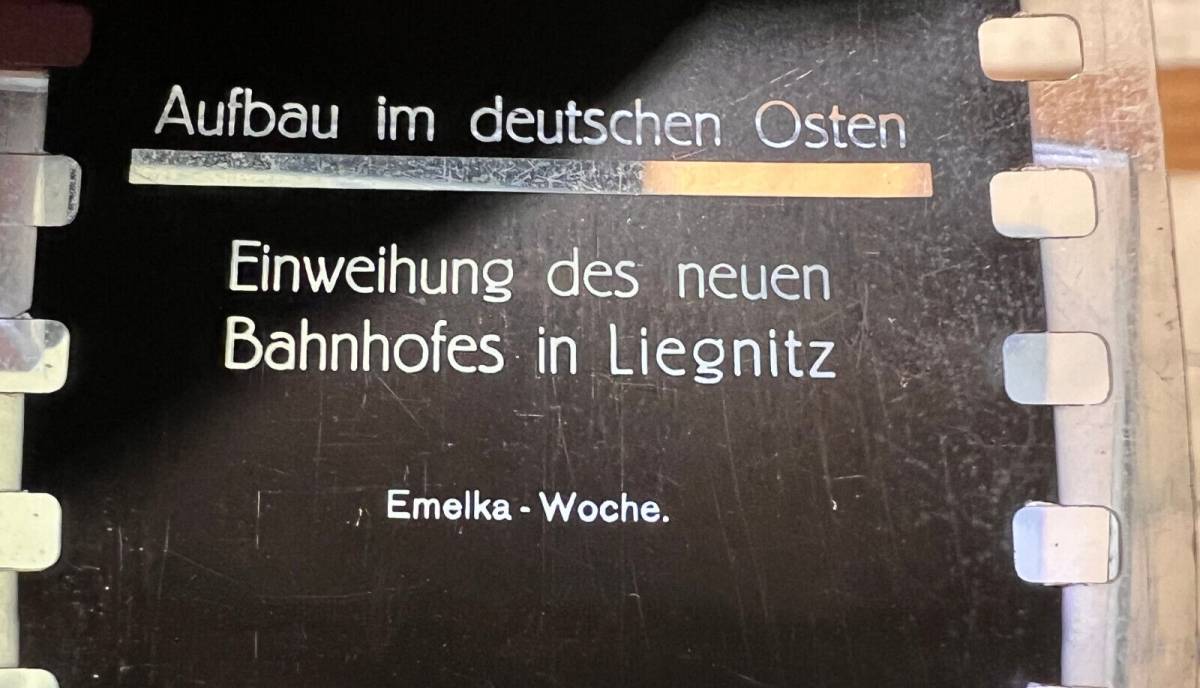 Aufbau im deutschen Osten
Einweihung des neuen
Bahnhofes in Liegnitz
Emelka - Woche.